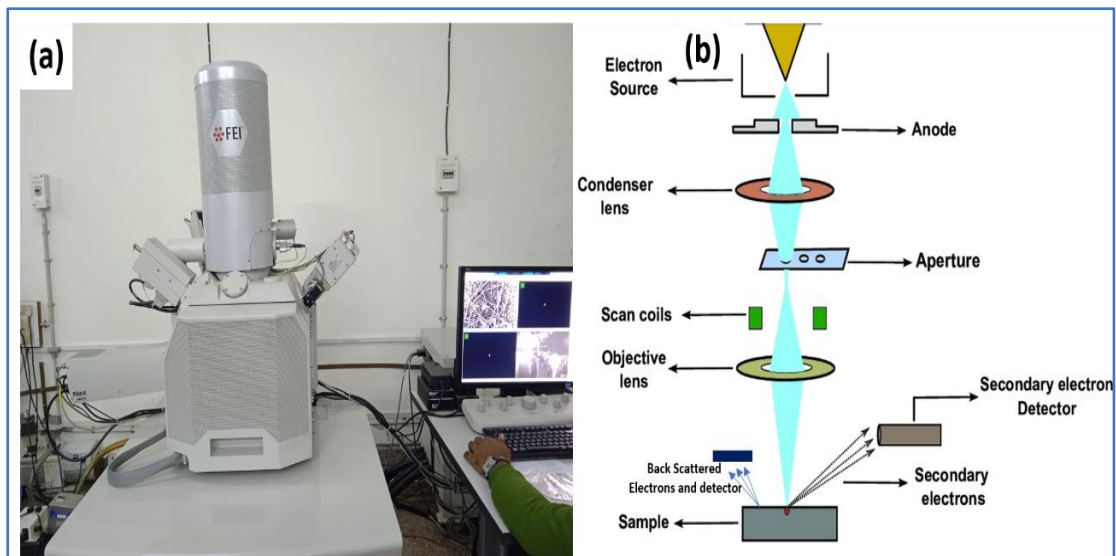 (a)
FEI
EDAX
(b)
Electron
Source
Anode
Condenser
lens
Aperture
Scan coils
Objective
lens
Secondary electron
Detector
Back Scattered
Electrons and detector
Secondary
electrons
Sample